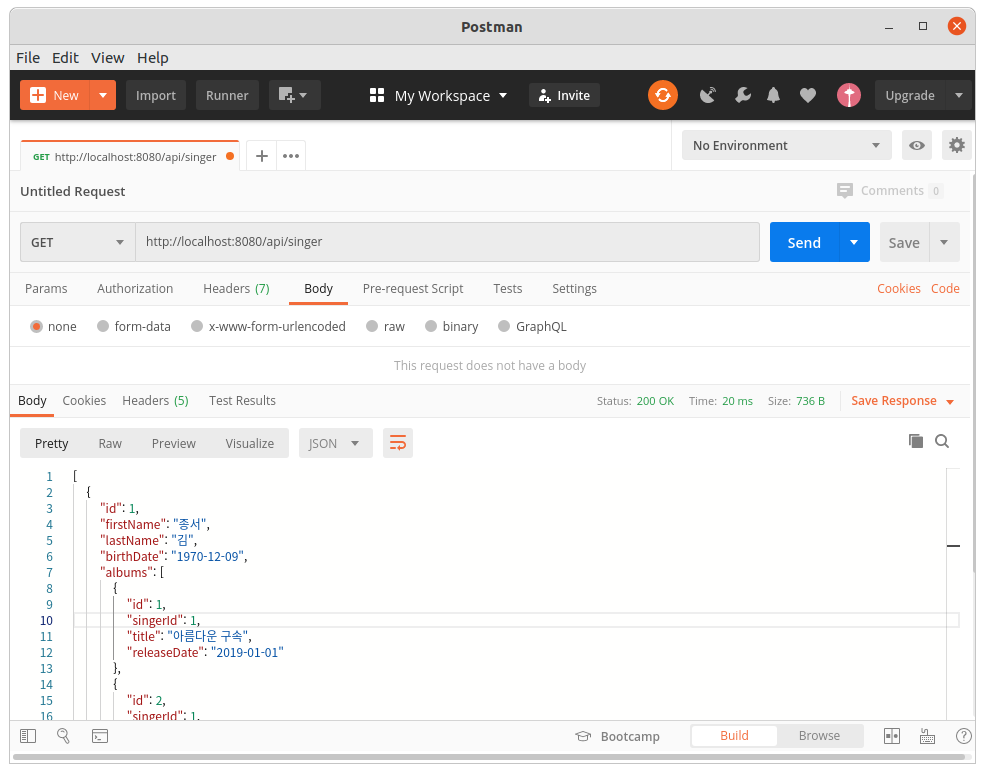 Postman
File Edit View Help
New Import Runner My Workspace Invite Upgrade
GET http://localhost:8080/api/singer No Environment
Untitled Request Comments 0
GET http://localhost:8080/api/singer Send Save
Params Authorization Headers (7) Body Pre-request Script Tests Settings Cookies Code
none form-data x-www-form-urlencoded raw binary GraphQL
This request does not have a body
Body Cookies Headers (5) Test Results Status: 200 OK Time: 20 ms Size: 736 B Save Response
Pretty Raw Preview Visualize JSON
1 [
2 {
3 "id": 1,
4 "firstName": "종서",
5 "lastName": "김",
6 "birthDate": "1970-12-09",
7 "albums": [
8 {
9 "id": 1,
10 "singerId": 1,
11 "title": "아름다운 구속",
12 "releaseDate": "2019-01-01"
13 },
14 {
15 "id": 2,
16 "singerId": 1,
Bootcamp Build Browse